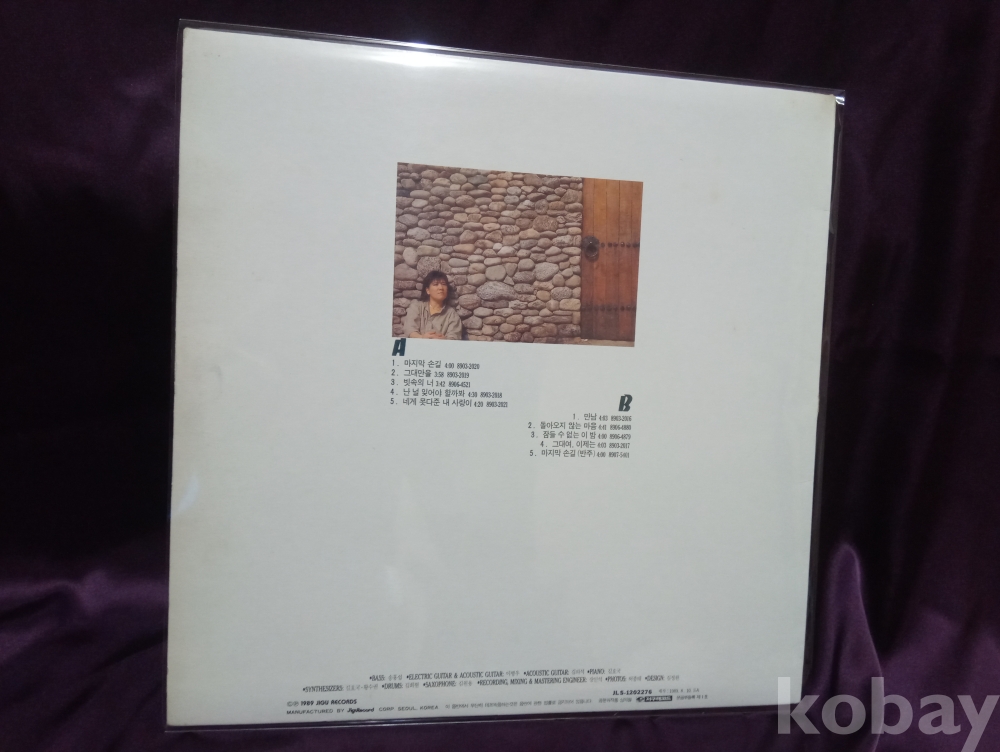 A
1. 마지막 손길 4:00 8903-2020
2. 그대만을 3:58 8903-2019
3. 빗속의 너 3:42 8906-4521
4. 난 널 잊어야 할까봐 4:30 8903-2018
5. 네게 못다준 내 사랑이 4:20 8903-2021
B
1. 만남 4:03 8903-2016
2. 돌아오지 않는 마음 4:41 8906-4880
3. 잠들 수 없는 이 밤 4:00 8906-4879
4. 그대여, 이제는 4:03 8903-2017
5. 마지막 손길 (반주) 4:00 8907-5401
•BASS: •ELECTRIC GUITAR & ACOUSTIC GUITAR: •ACOUSTIC GUITAR: •PIANO:
•SYNTHESIZERS: •DRUMS: •SAXOPHONE: •RECORDING, MIXING & MASTERING ENGINEER: •PHOTOS: •DESIGN:
ⓒⓟ 1989 JIGU RECORDS JLS-1202276
MANUFACTURED BY JiguRecord CORP SEOUL, KOREA
kobay